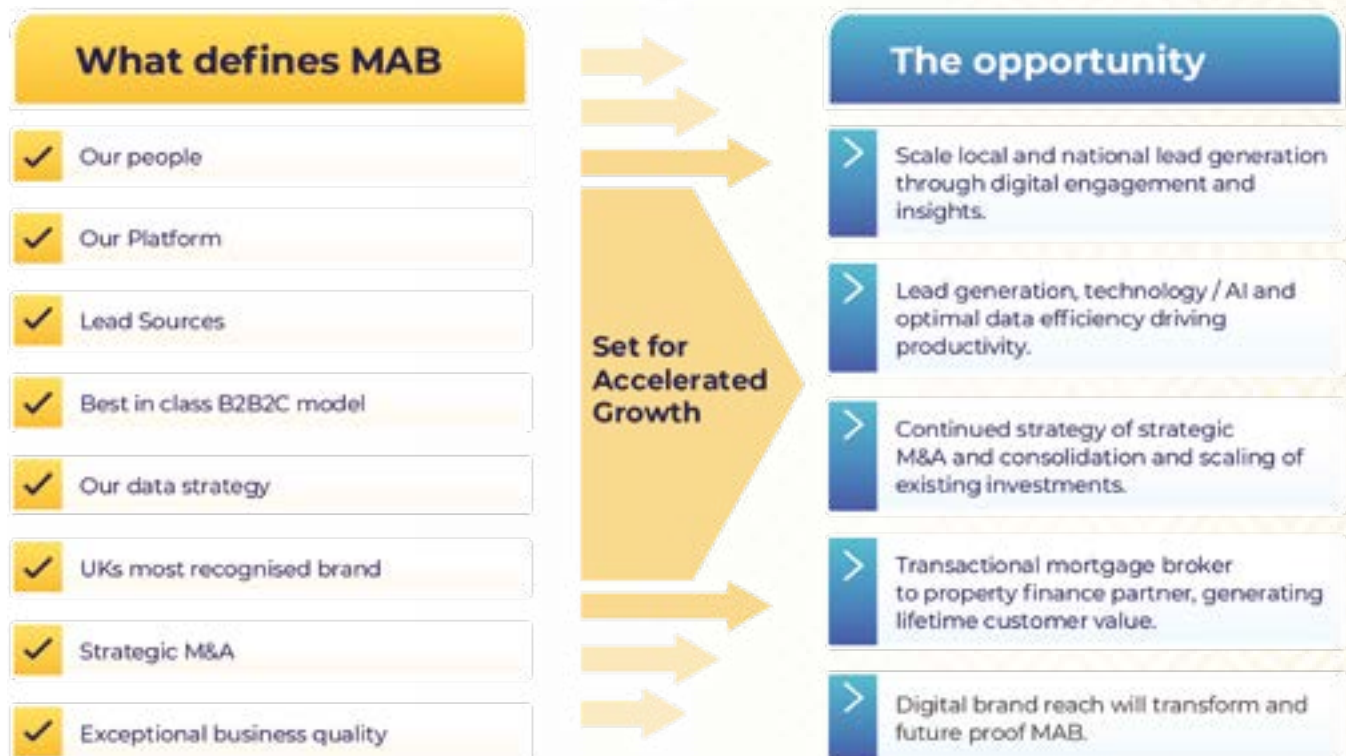 What defines MAB
Our people
Our Platform
Lead Sources
Best in class B2B2C model
Our data strategy
UKs most recognised brand
Strategic M&A
Exceptional business quality
Set for
Accelerated
Growth
The opportunity
Scale local and national lead generation
through digital engagement and
insights.
Lead generation, technology / AI and
optimal data efficiency driving
productivity.
Continued strategy of strategic
M&A and consolidation and scaling of
existing investments.
Transactional mortgage broker
to property finance partner, generating
lifetime customer value.
Digital brand reach will transform and
future proof MAB.